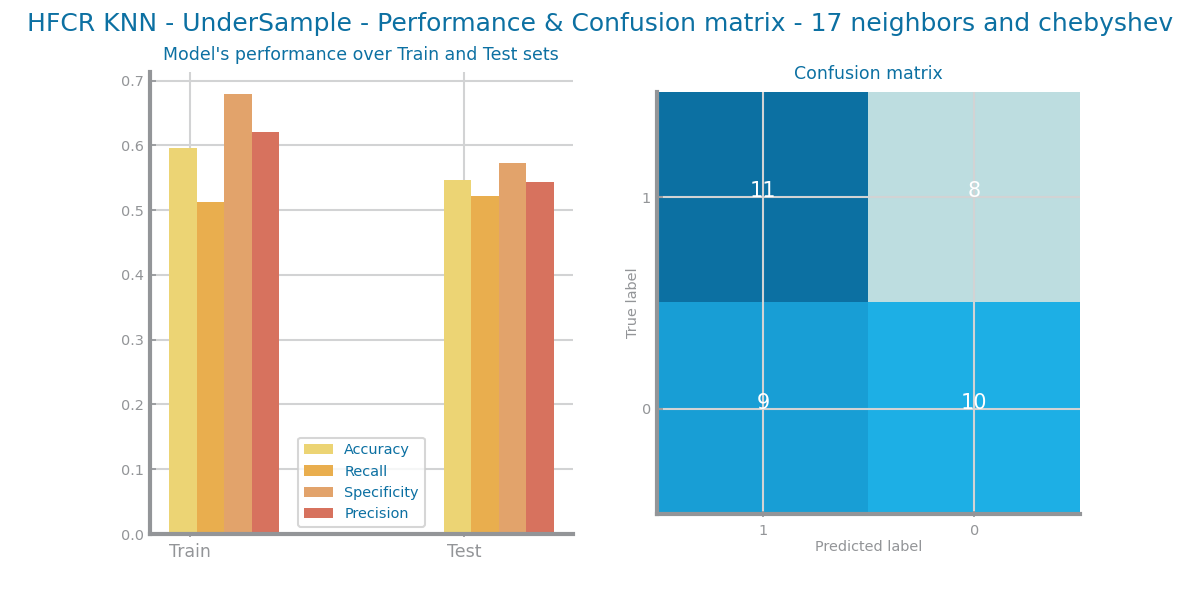 HFCR KNN - UnderSample - Performance & Confusion matrix - 17 neighbors and chebyshev
Model's performance over Train and Test sets
0.7
0.6
0.5
0.4
0.3
0.2
0.1
0.0
Train
Test
Accuracy
Recall
Specificity
Precision
Confusion matrix
True label
1
0
11
8
9
10
1
0
Predicted label